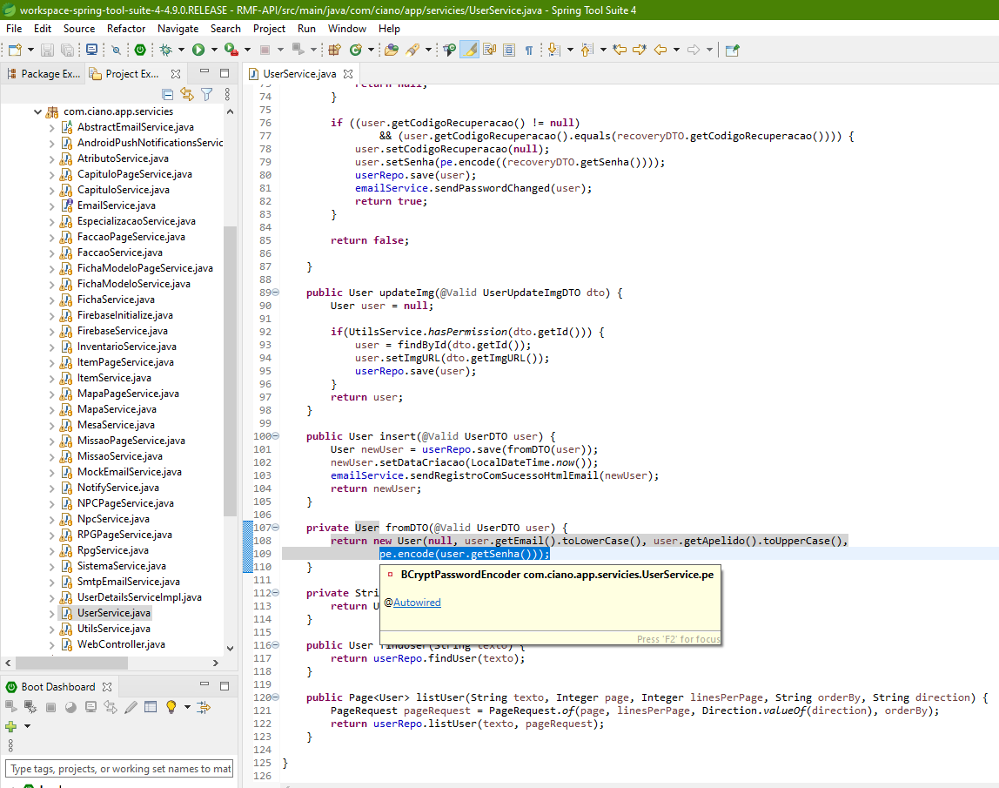 workspace-spring-tool-suite-4-4.9.0.RELEASE - RMF-API/src/main/java/com/ciano/app/servicies/UserService.java - Spring Tool Suite 4
File Edit Source Refactor Navigate Search Project Run Window Help
Package Ex... Project Ex...
com.ciano.app.servicies
AbstractEmailService.java
AndroidPushNotificationsServic
AtributoService.java
CapituloPageService.java
CapituloService.java
EmailService.java
EspecializacaoService.java
FaccaoPageService.java
FaccaoService.java
FichaModeloPageService.java
FichaModeloService.java
FichaService.java
FirebaseInitialize.java
FirebaseService.java
InventarioService.java
ItemPageService.java
ItemService.java
MapaPageService.java
MapaService.java
MesaService.java
MissaoPageService.java
MissaoService.java
MockEmailService.java
NotifyService.java
NPCPageService.java
NpcService.java
RPGPageService.java
RpgService.java
SistemaService.java
SmtpEmailService.java
UserDetailsServiceImpl.java
UserService.java
UtilsService.java
WebController.java
Boot Dashboard
Type tags, projects, or working set names to mat
UserService.java
73 return null;
74 }
75
76 if ((user.getCodigoRecuperacao() != null)
77 && (user.getCodigoRecuperacao().equals(recoveryDTO.getCodigoRecuperacao()))) {
78 user.setCodigoRecuperacao(null);
79 user.setSenha(pe.encode((recoveryDTO.getSenha())));
80 userRepo.save(user);
81 emailService.sendPasswordChanged(user);
82 return true;
83 }
84
85 return false;
86
87 }
88
89 public User updateImg(@Valid UserUpdateImgDTO dto) {
90 User user = null;
91
92 if(UtilsService.hasPermission(dto.getId())) {
93 user = findById(dto.getId());
94 user.setImgURL(dto.getImgURL());
95 userRepo.save(user);
96 }
97 return user;
98 }
99
100 public User insert(@Valid UserDTO user) {
101 User newUser = userRepo.save(fromDTO(user));
102 newUser.setDataCriacao(LocalDateTime.now());
103 emailService.sendRegistroComSucessoHtmlEmail(newUser);
104 return newUser;
105 }
106
107 private User fromDTO(@Valid UserDTO user) {
108 return new User(null, user.getEmail().toLowerCase(), user.getApelido().toUpperCase(),
109 pe.encode(user.getSenha()));
110 }
111
112 private Stri
113 return U
114 }
115
116 public User findUser(String texto) {
117 return userRepo.findUser(texto);
118 }
119
120 public Page<User> listUser(String texto, Integer page, Integer linesPerPage, String orderBy, String direction) {
121 PageRequest pageRequest = PageRequest.of(page, linesPerPage, Direction.valueOf(direction), orderBy);
122 return userRepo.listUser(texto, pageRequest);
123 }
124
125 }
126
BCryptPasswordEncoder com.ciano.app.servicies.UserService.pe
@Autowired
Press 'F2' for focus